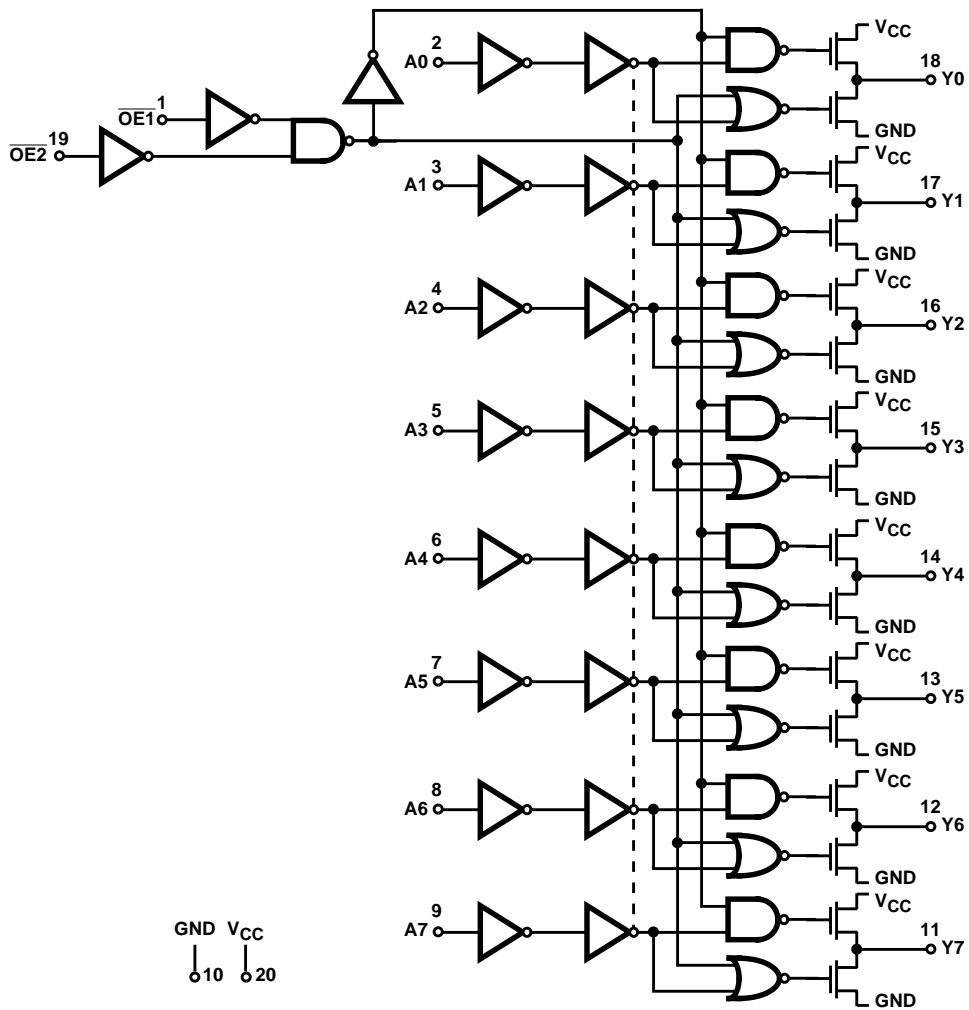 VCC
2
A0
18
Y0
OE1
1
GND
OE2
19
VCC
3
A1
17
Y1
GND
VCC
4
A2
16
Y2
GND
VCC
5
A3
15
Y3
GND
VCC
6
A4
14
Y4
GND
VCC
7
A5
13
Y5
GND
VCC
8
A6
12
Y6
GND
VCC
9
A7
11
Y7
GND
GND VCC
10 20